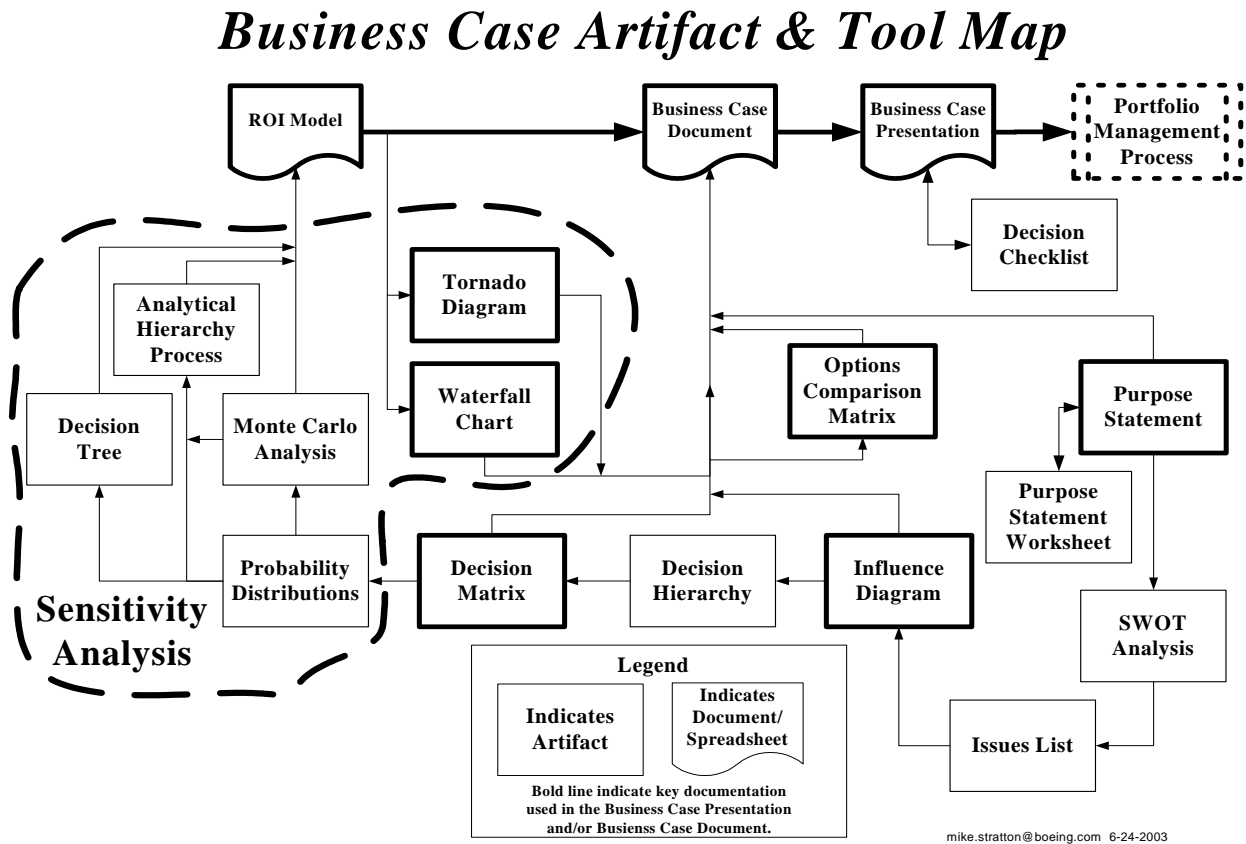 Business Case Artifact & Tool Map
ROI Model
Business Case
Document
Business Case
Presentation
Portfolio
Management
Process
Decision
Checklist
Tornado
Diagram
Analytical
Hierarchy
Process
Waterfall
Chart
Options
Comparison
Matrix
Purpose
Statement
Decision
Tree
Monte Carlo
Analysis
Purpose
Statement
Worksheet
Probability
Distributions
Decision
Matrix
Decision
Hierarchy
Influence
Diagram
Sensitivity
Analysis
SWOT
Analysis
Issues List
Legend
Indicates
Artifact
Indicates
Document/
Spreadsheet
Bold line indicate key documentation
used in the Business Case Presentation
and/or Busienss Case Document.
mike.stratton@boeing.com 6-24-2003